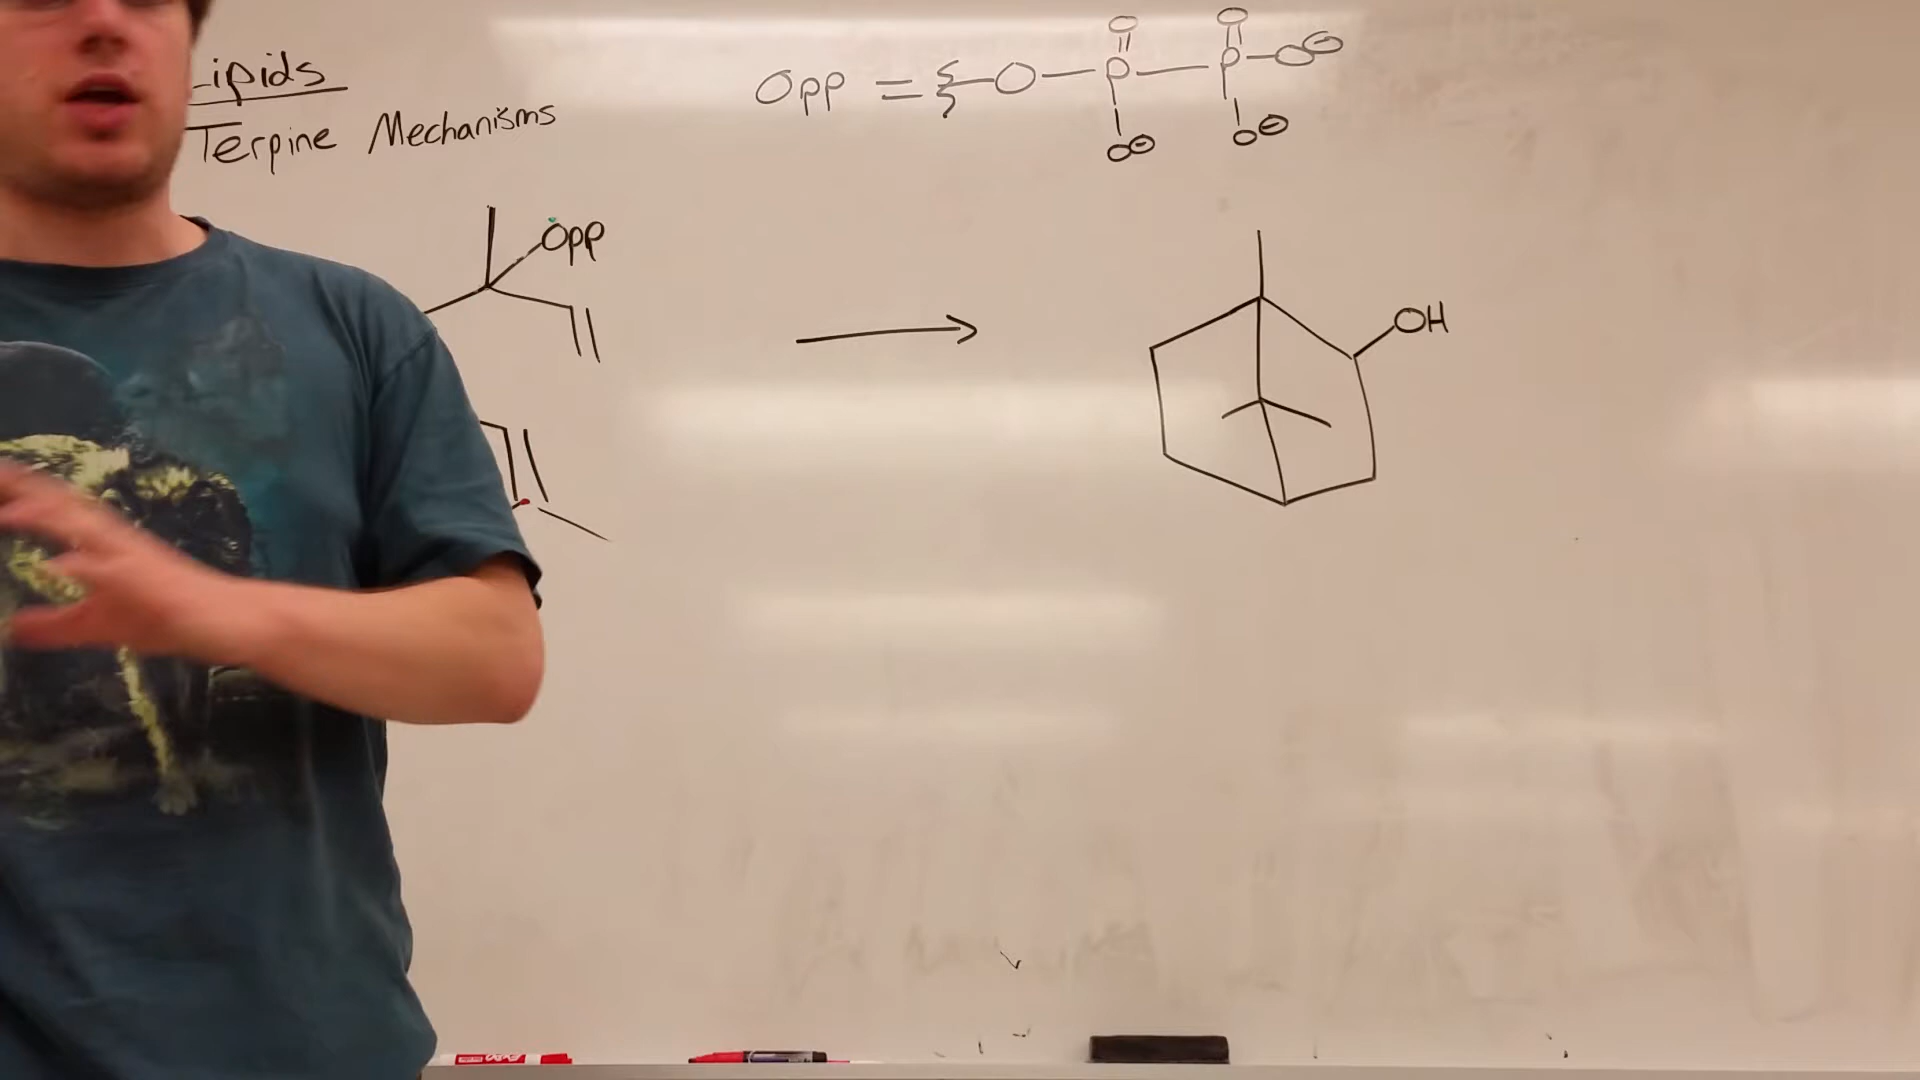 Lipids
Terpine Mechanisms
Opp = O-P-P-O⊖
O
O
O⊖
O⊖
Opp
OH